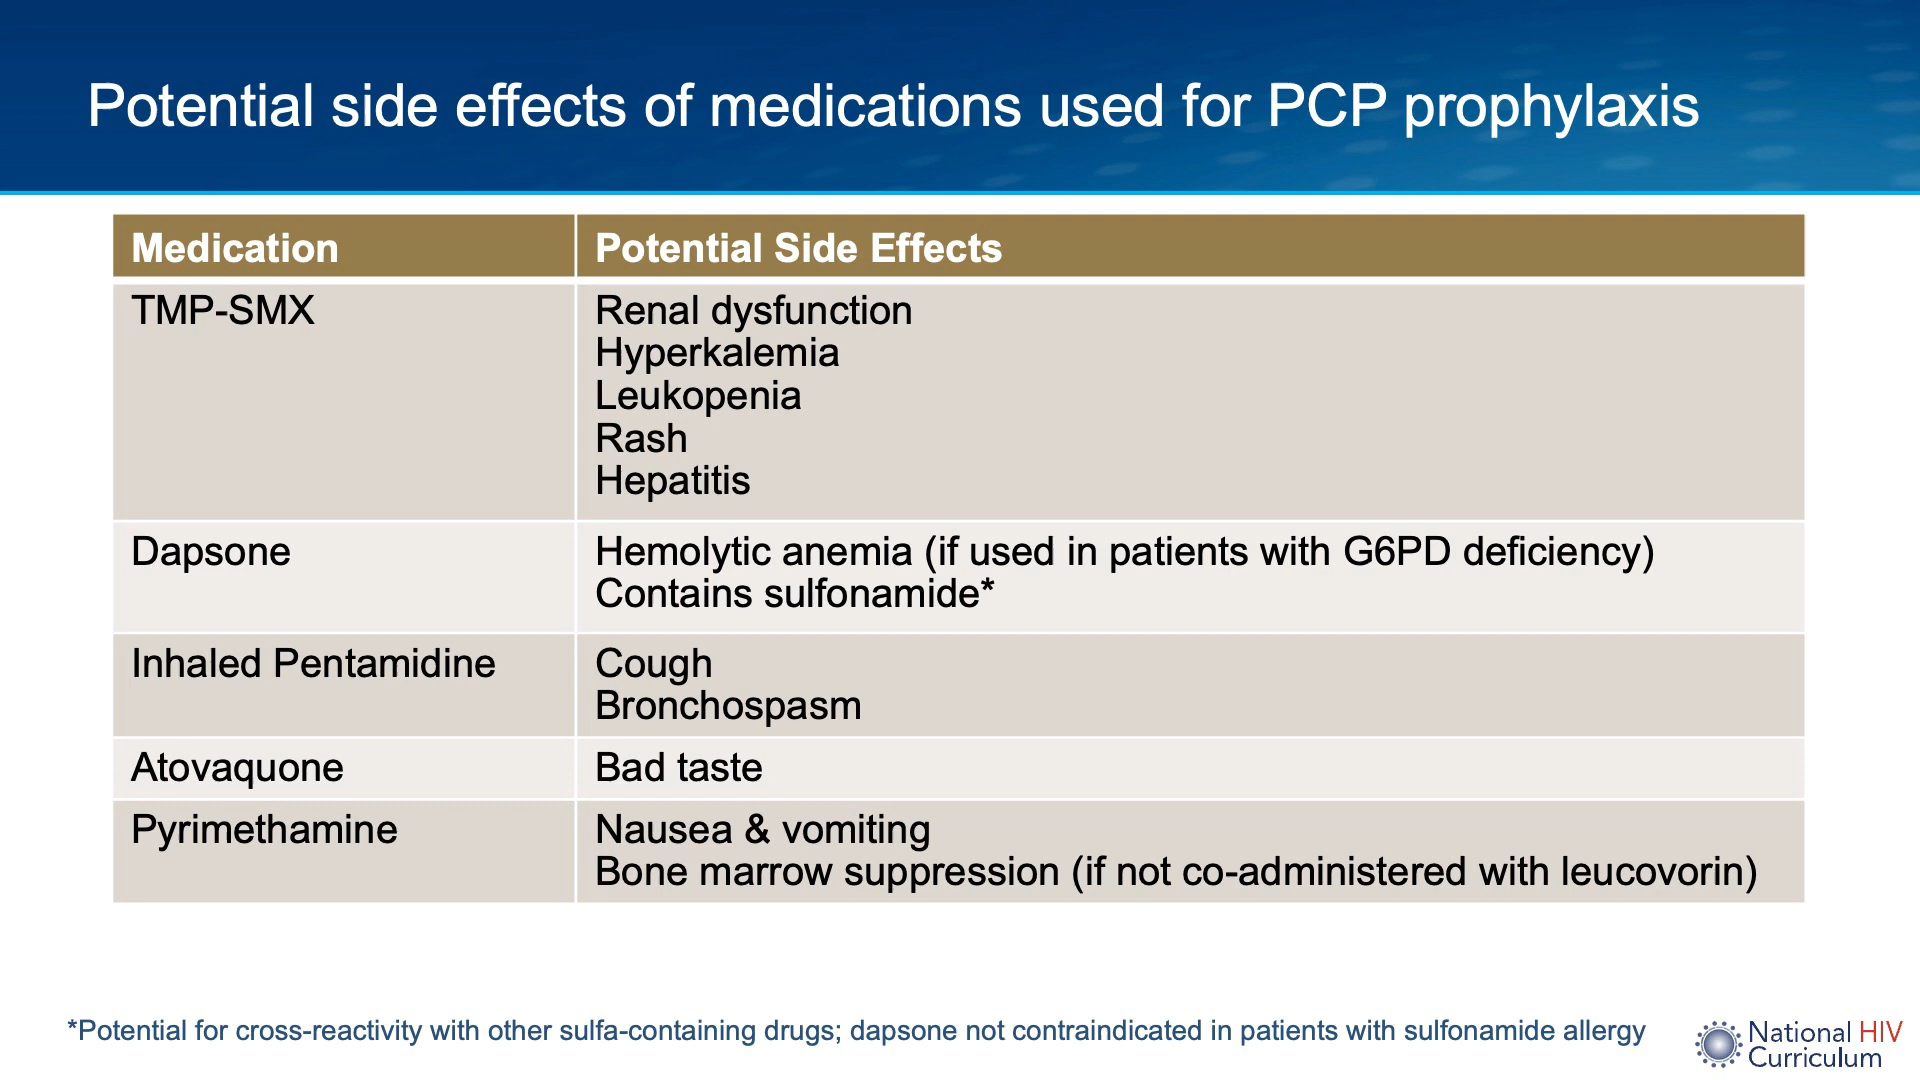 Potential side effects of medications used for PCP prophylaxis
Medication
Potential Side Effects
TMP-SMX
Renal dysfunction
Hyperkalemia
Leukopenia
Rash
Hepatitis
Dapsone
Hemolytic anemia (if used in patients with G6PD deficiency)
Contains sulfonamide*
Inhaled Pentamidine
Cough
Bronchospasm
Atovaquone
Bad taste
Pyrimethamine
Nausea & vomiting
Bone marrow suppression (if not co-administered with leucovorin)
*Potential for cross-reactivity with other sulfa-containing drugs; dapsone not contraindicated in patients with sulfonamide allergy
National HIV
Curriculum